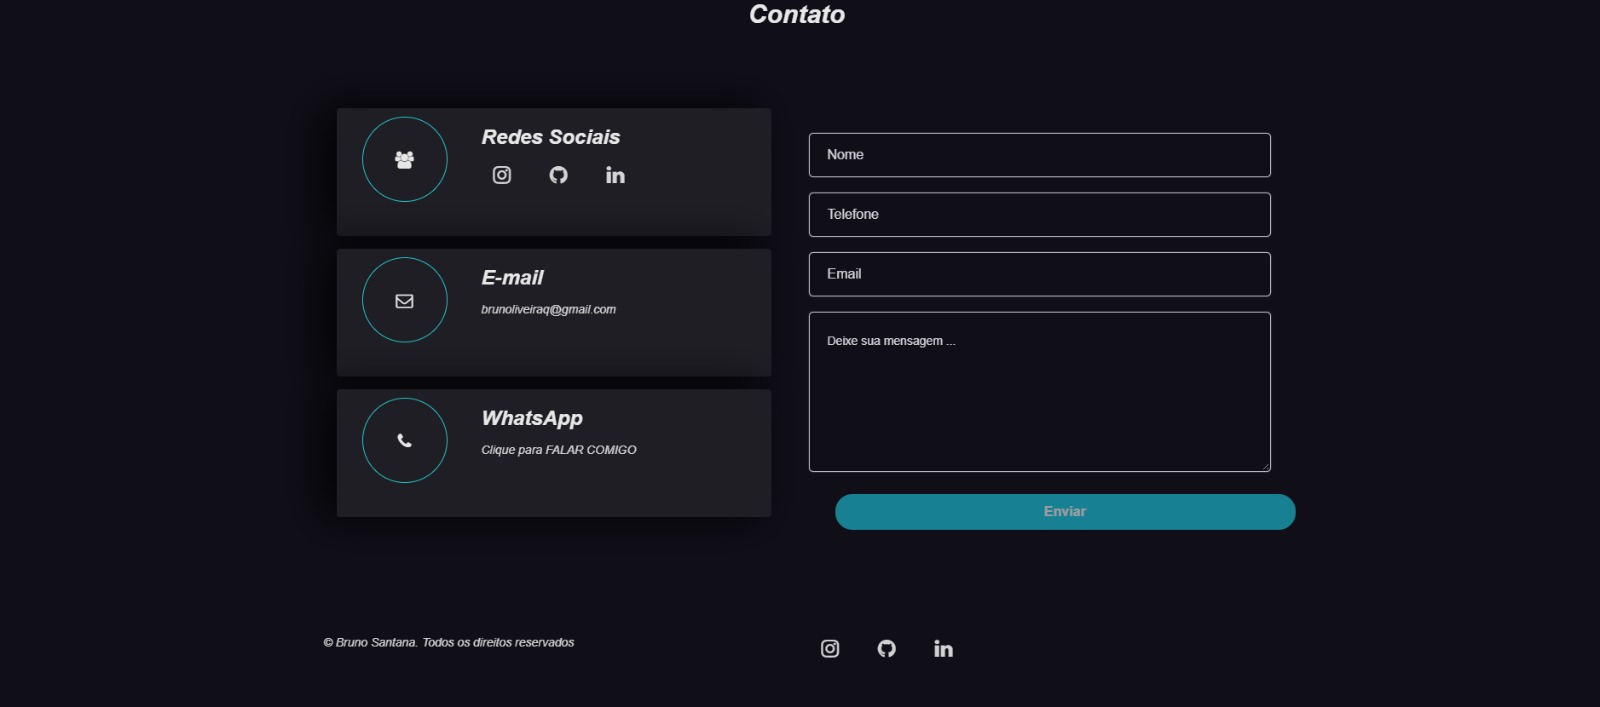 Contato
Redes Sociais
E-mail
brunoliveiraq@gmail.com
WhatsApp
Clique para FALAR COMIGO
Nome
Telefone
Email
Deixe sua mensagem ...
Enviar
© Bruno Santana. Todos os direitos reservados